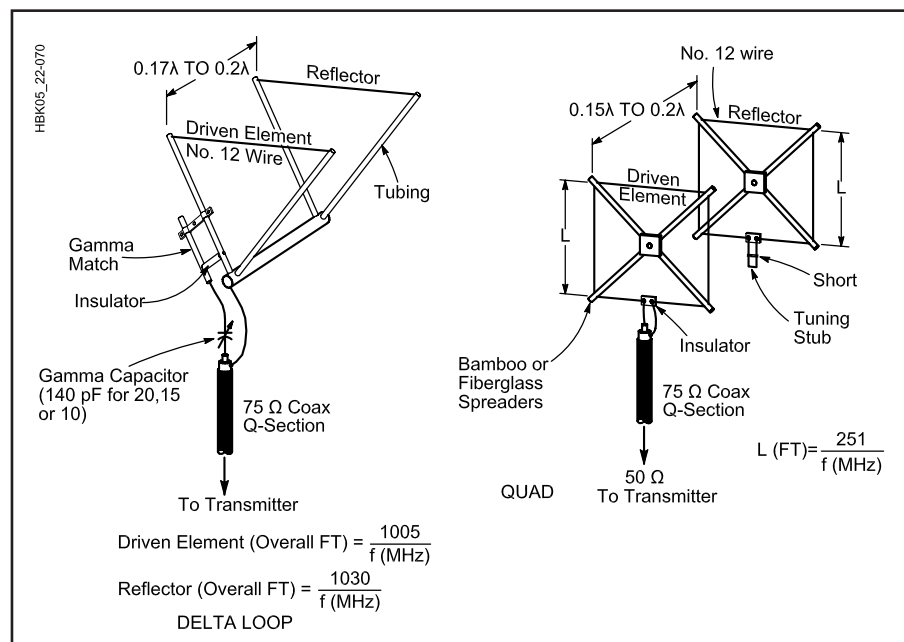 HBK05_22-070
0.17λ TO 0.2λ
Reflector
Driven Element
No. 12 Wire
Tubing
Gamma
Match
Insulator
Gamma Capacitor
(140 pF for 20,15
or 10)
75 Ω Coax
Q-Section
To Transmitter
Driven Element (Overall FT) = 1005 / f (MHz)
Reflector (Overall FT) = 1030 / f (MHz)
DELTA LOOP
No. 12 wire
0.15λ TO 0.2λ
Reflector
Driven
Element
L
L
Short
Tuning
Stub
Insulator
Bamboo or
Fiberglass
Spreaders
75 Ω Coax
Q-Section
L (FT)= 251 / f (MHz)
QUAD
50 Ω
To Transmitter